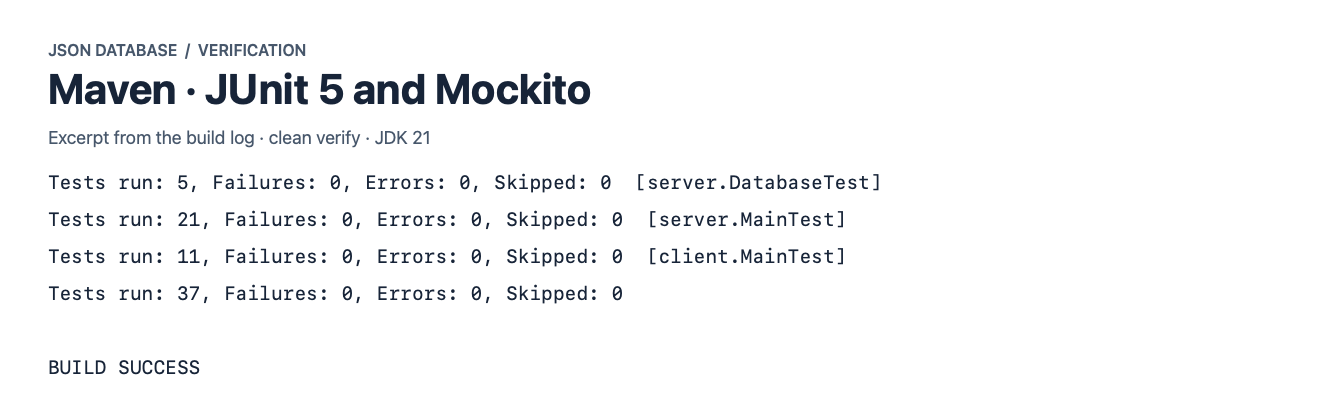 JSON DATABASE / VERIFICATION
Maven · JUnit 5 and Mockito
Excerpt from the build log · clean verify · JDK 21
Tests run: 5, Failures: 0, Errors: 0, Skipped: 0  [server.DatabaseTest]
Tests run: 21, Failures: 0, Errors: 0, Skipped: 0  [server.MainTest]
Tests run: 11, Failures: 0, Errors: 0, Skipped: 0  [client.MainTest]
Tests run: 37, Failures: 0, Errors: 0, Skipped: 0
BUILD SUCCESS